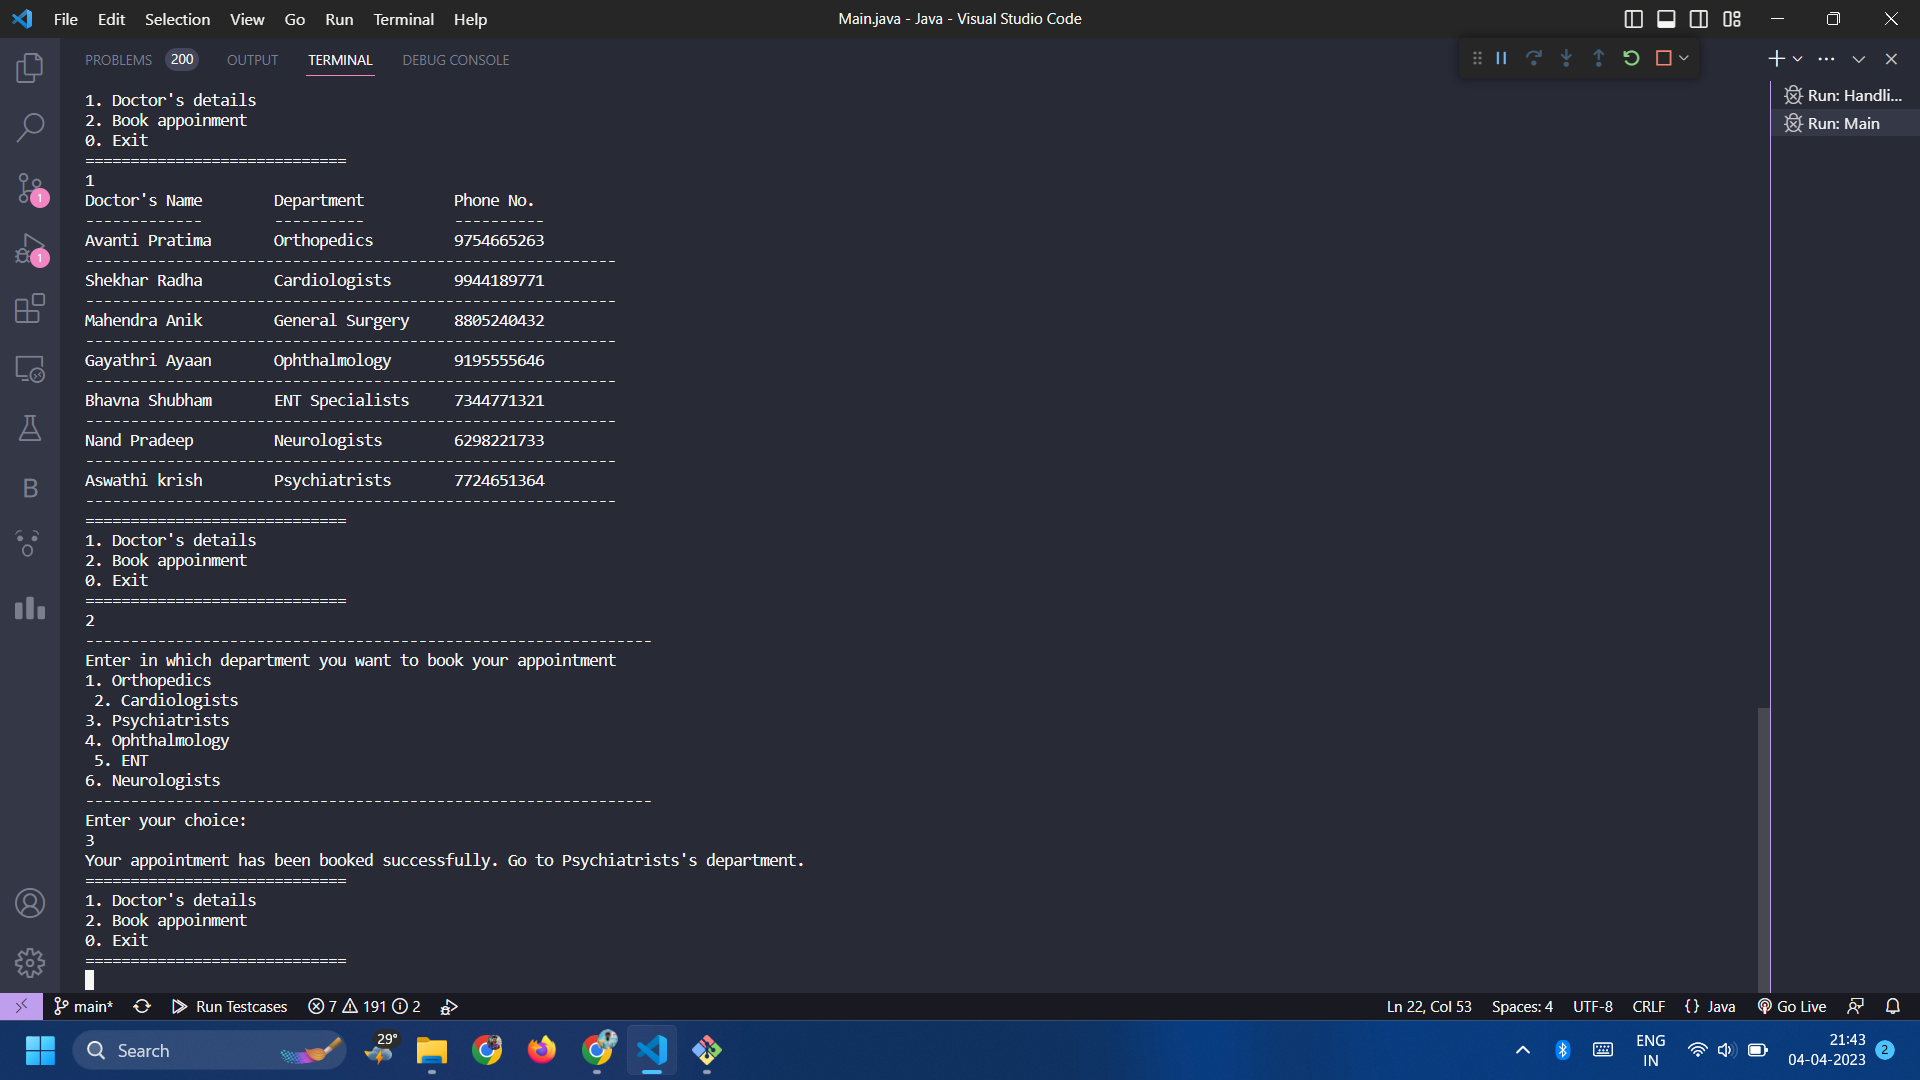 File Edit Selection View Go Run Terminal Help
Main.java - Java - Visual Studio Code
PROBLEMS 200 OUTPUT TERMINAL DEBUG CONSOLE
1. Doctor's details
2. Book appoinment
0. Exit
=============================
1
Doctor's Name Department Phone No.
------------- ---------- ----------
Avanti Pratima Orthopedics 9754665263
-----------------------------------------------------------
Shekhar Radha Cardiologists 9944189771
-----------------------------------------------------------
Mahendra Anik General Surgery 8805240432
-----------------------------------------------------------
Gayathri Ayaan Ophthalmology 9195555646
-----------------------------------------------------------
Bhavna Shubham ENT Specialists 7344771321
-----------------------------------------------------------
Nand Pradeep Neurologists 6298221733
-----------------------------------------------------------
Aswathi krish Psychiatrists 7724651364
-----------------------------------------------------------
=============================
1. Doctor's details
2. Book appoinment
0. Exit
=============================
2
---------------------------------------------------------------
Enter in which department you want to book your appointment
1. Orthopedics
2. Cardiologists
3. Psychiatrists
4. Ophthalmology
5. ENT
6. Neurologists
---------------------------------------------------------------
Enter your choice:
3
Your appointment has been booked successfully. Go to Psychiatrists's department.
=============================
1. Doctor's details
2. Book appoinment
0. Exit
=============================
Run: Handli...
Run: Main
1
1
B
main* Run Testcases 7 191 2
Ln 22, Col 53 Spaces: 4 UTF-8 CRLF {} Java Go Live
Search
29°
ENG
IN
21:43
04-04-2023
2